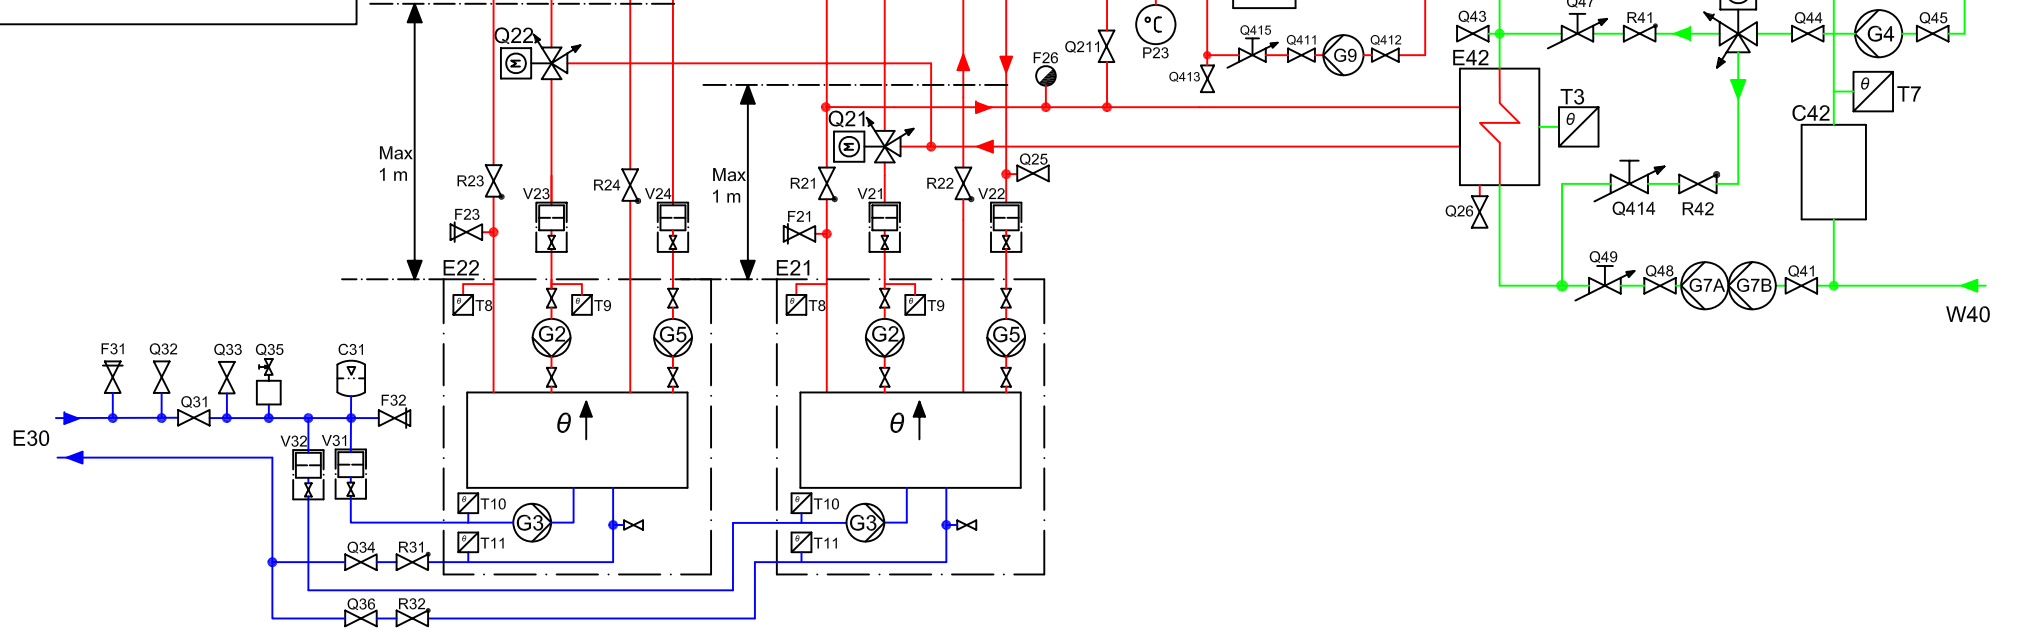 Q47
Q43
R41
Q44
G4
Q45
Q22
M
Q211
°C
P23
Q415
Q411
G9
Q412
F26
Q413
E42
T3
θ
θ
T7
C42
Q21
M
Max
1 m
Max
1 m
R23
V23
R24
V24
R21
V21
R22
V22
Q25
F23
F21
Q26
Q414
R42
E22
E21
Q49
Q48
G7A
G7B
Q41
W40
θ
T8
θ
T9
θ
T8
θ
T9
G2
G5
G2
G5
F31
Q32
Q33
Q35
C31
Q31
F32
E30
V32
V31
θ
θ
θ
T10
G3
θ
T10
G3
θ
T11
θ
T11
Q34
R31
Q36
R32